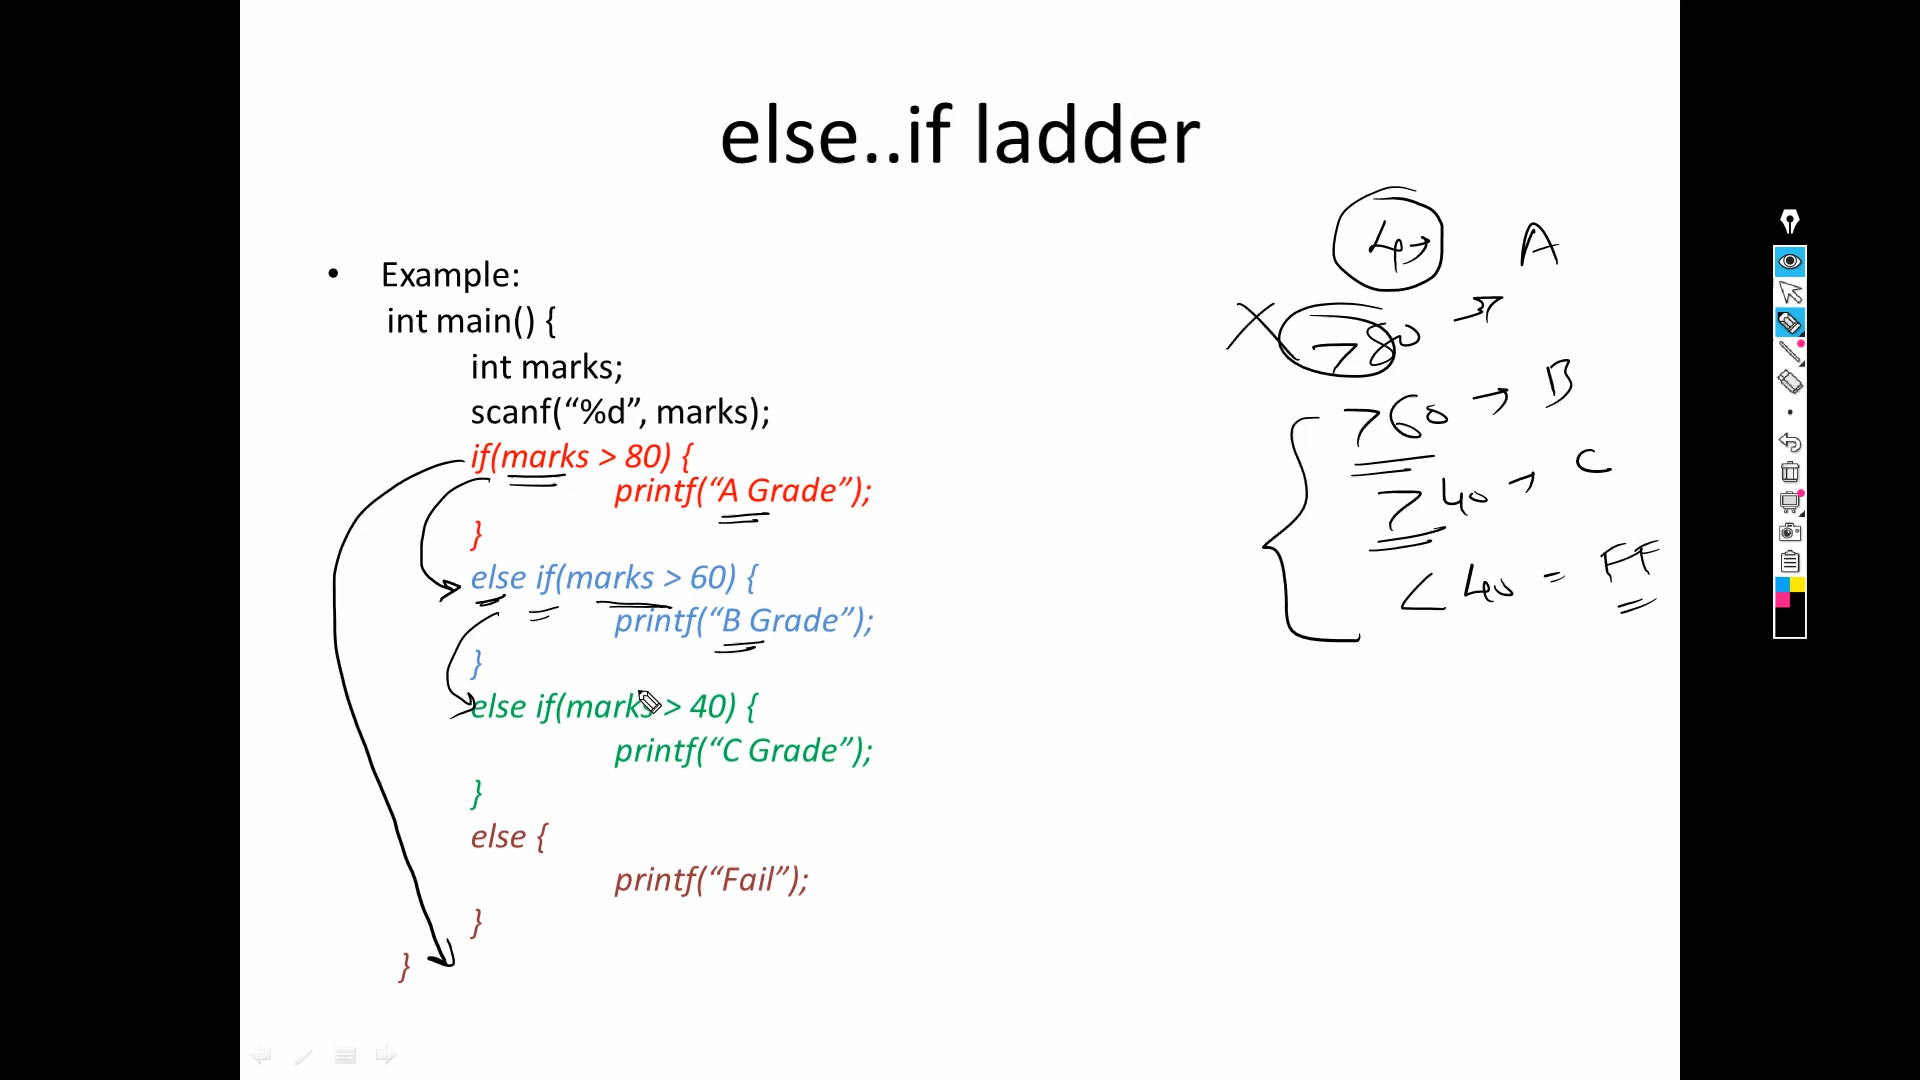 else..if ladder
• Example:
int main() {
int marks;
scanf(“%d”, marks);
if(marks > 80) {
printf(“A Grade”);
}
else if(marks > 60) {
printf(“B Grade”);
}
else if(marks > 40) {
printf(“C Grade”);
}
else {
printf(“Fail”);
}
}
A
> 80 →
> 60 → B
> 40 → C
< 40 = FF